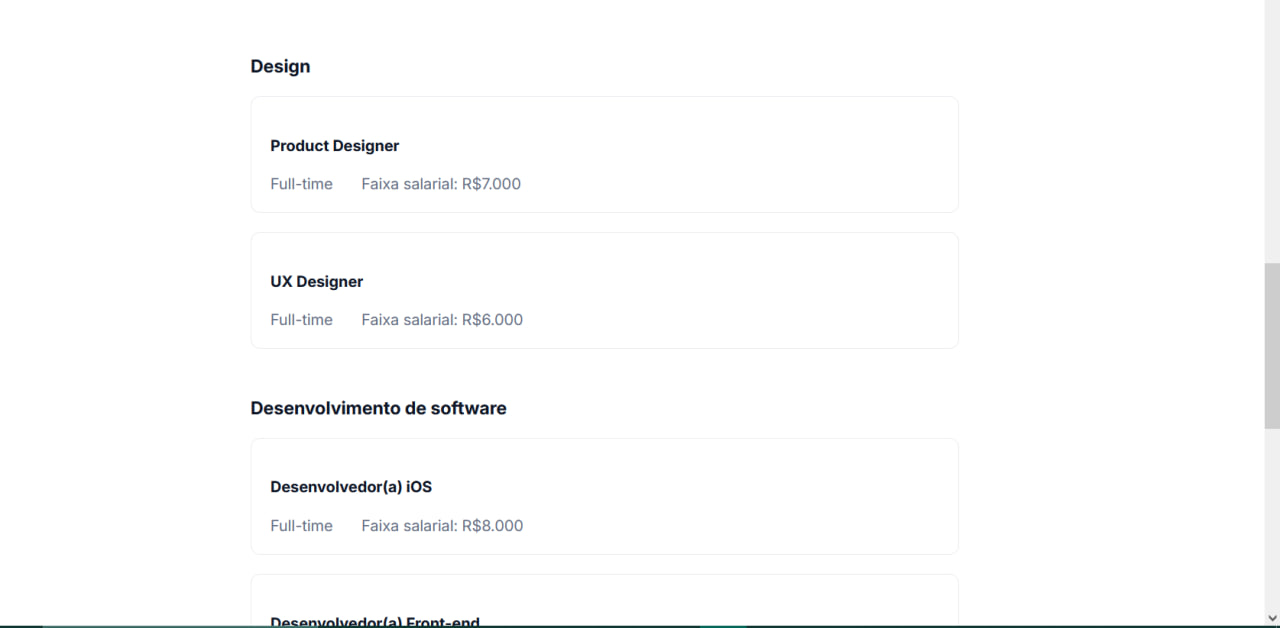 Design
Product Designer
Full-time Faixa salarial: R$7.000
UX Designer
Full-time Faixa salarial: R$6.000
Desenvolvimento de software
Desenvolvedor(a) iOS
Full-time Faixa salarial: R$8.000
Desenvolvedor(a) Front-end